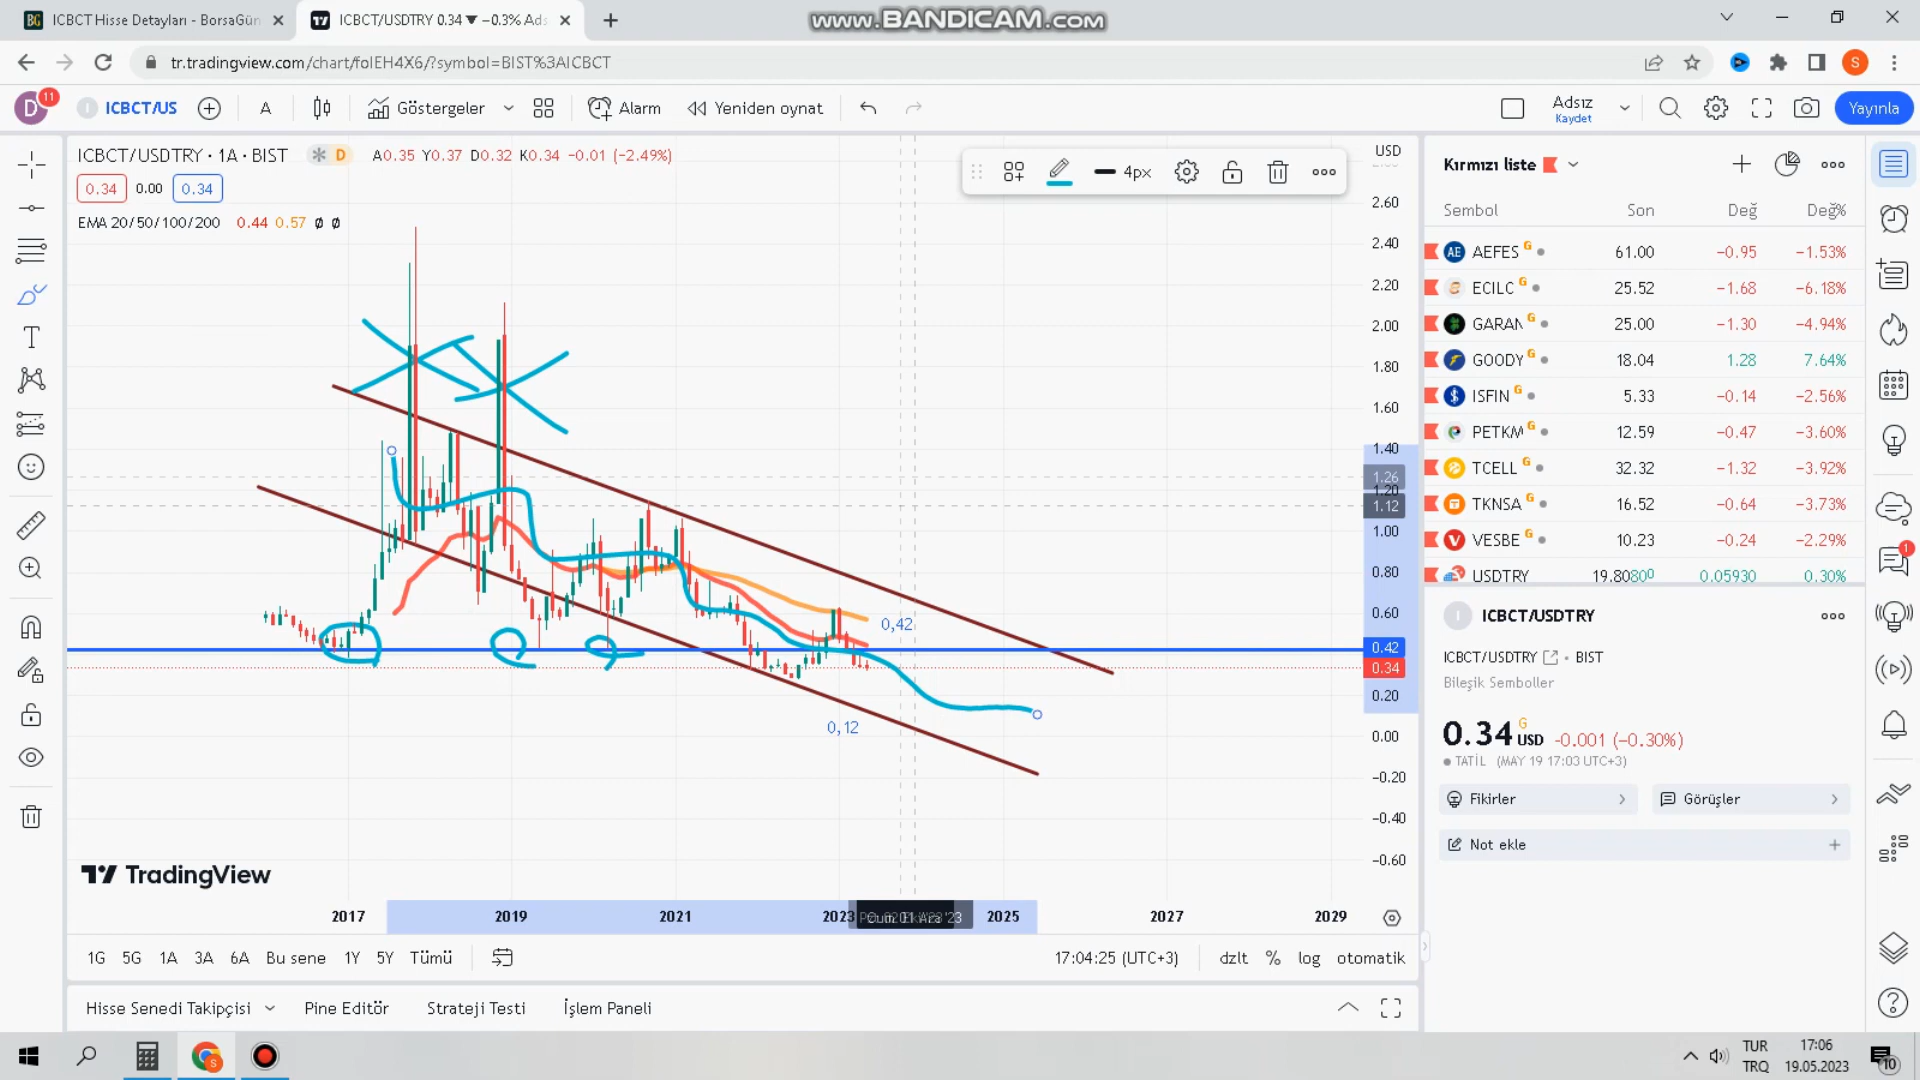 ICBCT Hisse Detayları - BorsaGün
ICBCT/USDTRY 0.34 ▼ −0.3% Ads
www.BANDICAM.com
tr.tradingview.com/chart/folEH4X6/?symbol=BIST%3AICBCT
S
D
11
I
ICBCT/US
A
Göstergeler
Alarm
Yeniden oynat
Adsız
Kaydet
Yayınla
ICBCT/USDTRY · 1A · BIST
D
A0.35 Y0.37 D0.32 K0.34 -0.01 (-2.49%)
0.34
0.00
0.34
EMA 20/50/100/200 0.44 0.57 ø ø
4px
USD
2.60
2.40
2.20
2.00
1.80
1.60
1.40
1.26
1.20
1.12
1.00
0.80
0.60
0.42
0.34
0.20
0.00
-0.20
-0.40
-0.60
0,42
0,12
TradingView
2017
2019
2021
2023
Cum 01 Ara '23
2025
2027
2029
1G 5G 1A 3A 6A Bu sene 1Y 5Y Tümü
17:04:25 (UTC+3)
dzlt % log otomatik
Hisse Senedi Takipçisi
Pine Editör
Strateji Testi
İşlem Paneli
Kırmızı liste
Sembol Son Değ Değ%
AE AEFES G 61.00 −0.95 −1.53%
ECILC G 25.52 −1.68 −6.18%
GARAN G 25.00 −1.30 −4.94%
GOODY G 18.04 1.28 7.64%
ISFIN G 5.33 −0.14 −2.56%
PETKM G 12.59 −0.47 −3.60%
TCELL G 32.32 −1.32 −3.92%
TKNSA G 16.52 −0.64 −3.73%
VESBE G 10.23 −0.24 −2.29%
USDTRY 19.8080⁰ 0.05930 0.30%
I
ICBCT/USDTRY
ICBCT/USDTRY • BIST
Bileşik Semboller
0.34 G USD -0.001 (−0.30%)
TATİL (MAY 19 17:03 UTC+3)
Fikirler
Görüşler
Not ekle
1
S
TUR
TRQ
17:06
19.05.2023
10